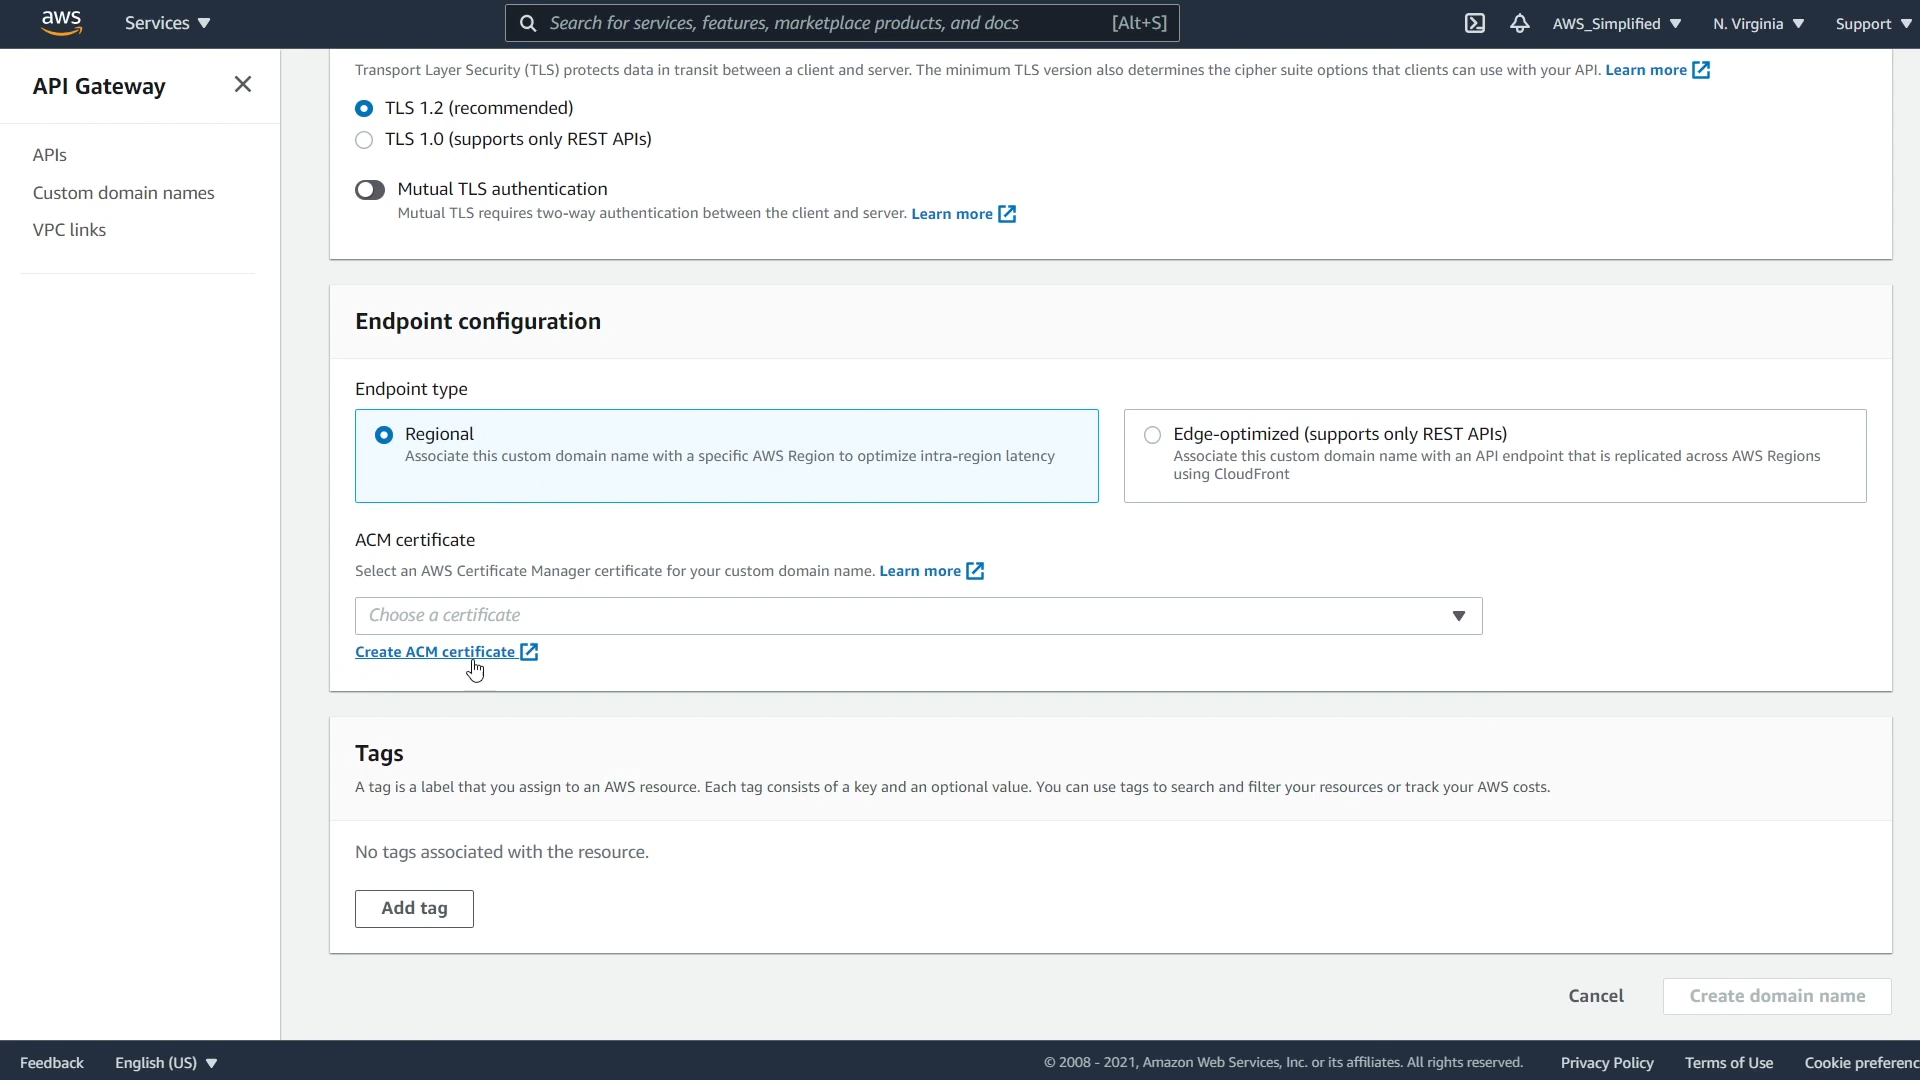 aws
Services
Search for services, features, marketplace products, and docs
[Alt+S]
AWS_Simplified
N. Virginia
Support
API Gateway
APIs
Custom domain names
VPC links
Transport Layer Security (TLS) protects data in transit between a client and server. The minimum TLS version also determines the cipher suite options that clients can use with your API. Learn more
TLS 1.2 (recommended)
TLS 1.0 (supports only REST APIs)
Mutual TLS authentication
Mutual TLS requires two-way authentication between the client and server. Learn more
Endpoint configuration
Endpoint type
Regional
Associate this custom domain name with a specific AWS Region to optimize intra-region latency
Edge-optimized (supports only REST APIs)
Associate this custom domain name with an API endpoint that is replicated across AWS Regions
using CloudFront
ACM certificate
Select an AWS Certificate Manager certificate for your custom domain name. Learn more
Choose a certificate
Create ACM certificate
Tags
A tag is a label that you assign to an AWS resource. Each tag consists of a key and an optional value. You can use tags to search and filter your resources or track your AWS costs.
No tags associated with the resource.
Add tag
Cancel
Create domain name
Feedback
English (US)
© 2008 - 2021, Amazon Web Services, Inc. or its affiliates. All rights reserved.
Privacy Policy
Terms of Use
Cookie preferenc